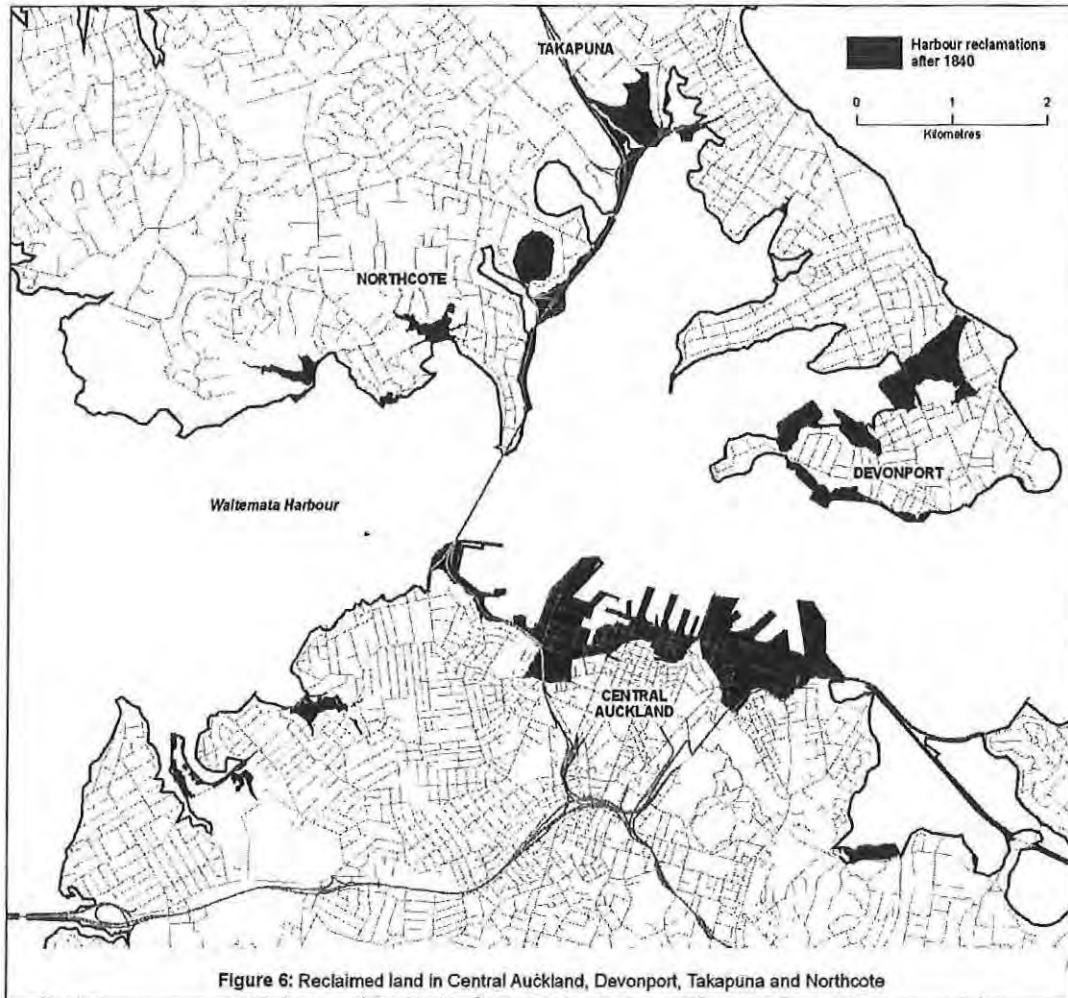 TAKAPUNA
Harbour reclamations
after 1840
0 1 2
Kilometres
NORTHCOTE
DEVONPORT
Waitemata Harbour
CENTRAL
AUCKLAND
Figure 6: Reclaimed land in Central Auckland, Devonport, Takapuna and Northcote